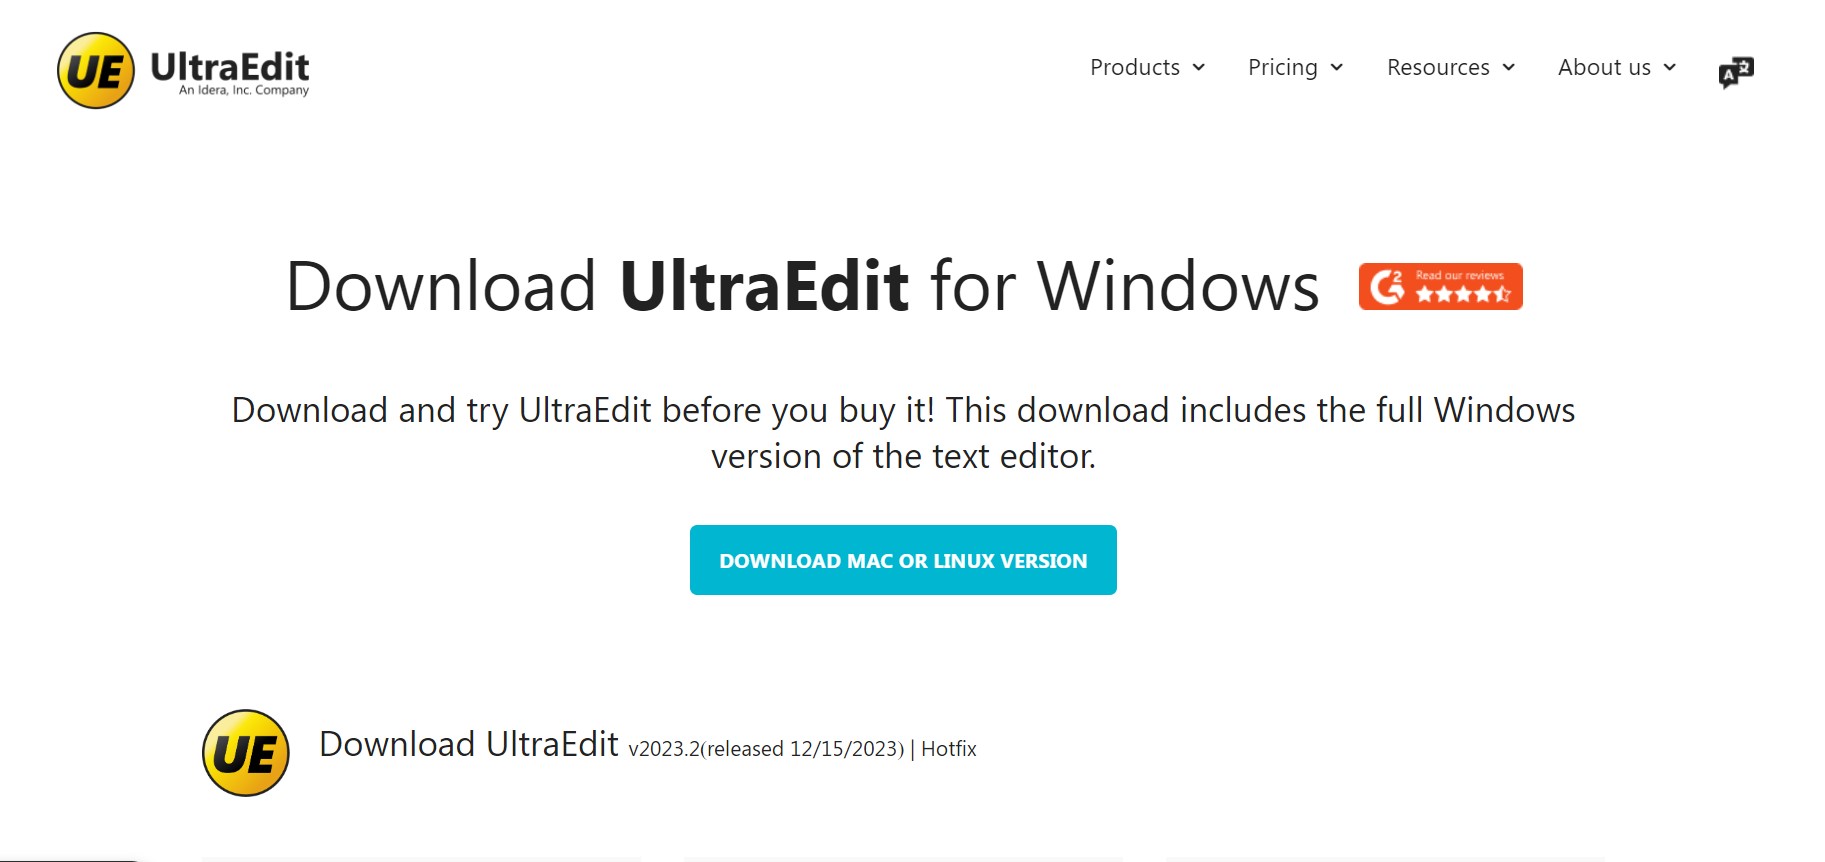 UE UltraEdit
An Idera, Inc. Company
Products Pricing Resources About us
A
Download UltraEdit for Windows
G2 Read our reviews
Download and try UltraEdit before you buy it! This download includes the full Windows
version of the text editor.
DOWNLOAD MAC OR LINUX VERSION
UE Download UltraEdit v2023.2(released 12/15/2023) | Hotfix